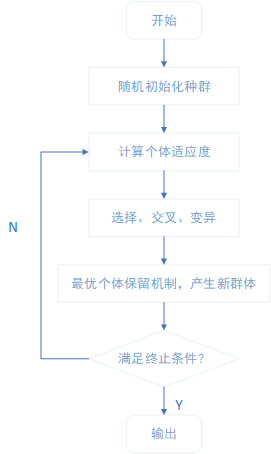 开始
随机初始化种群
计算个体适应度
N
选择、交叉、变异
最优个体保留机制，产生新群体
满足终止条件？
Y
输出